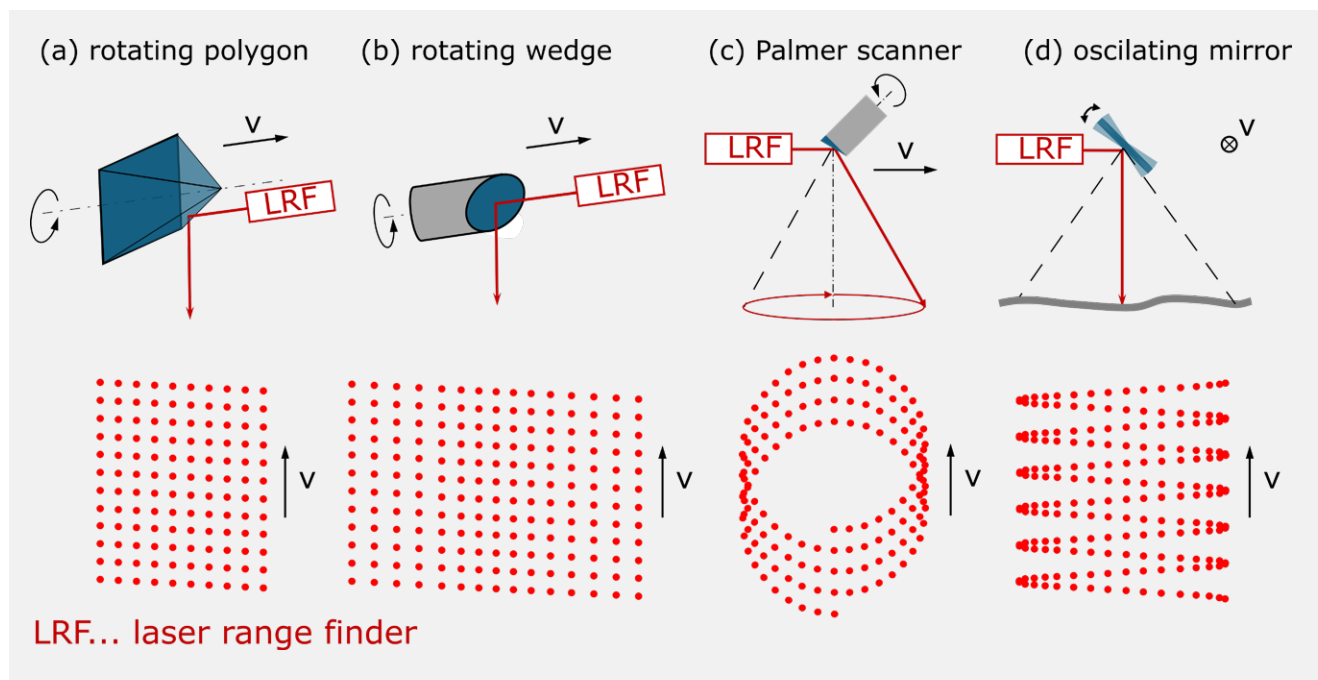 (a) rotating polygon
(b) rotating wedge
(c) Palmer scanner
(d) oscilating mirror
v
LRF
v
LRF
LRF
v
LRF
v
v
v
v
v
LRF... laser range finder